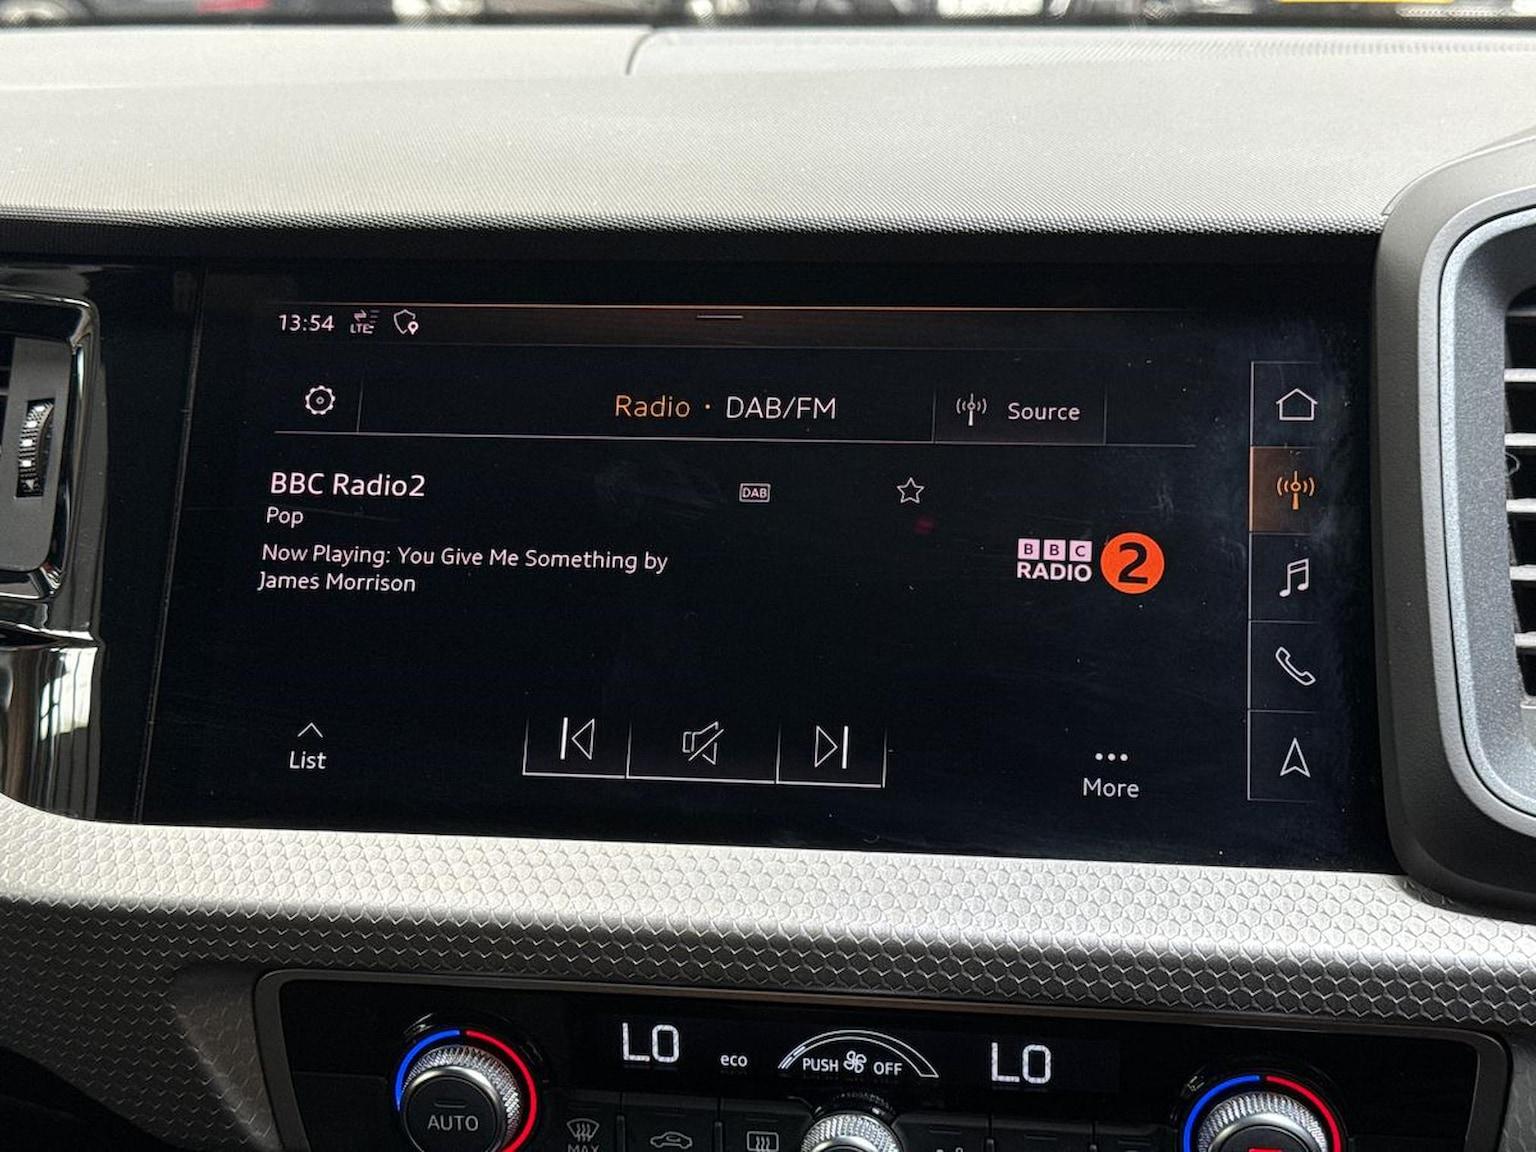 13:54 LTE
Radio · DAB/FM
Source
BBC Radio2
DAB
Pop
Now Playing: You Give Me Something by
James Morrison
BBC
RADIO 2
List
More
LO eco PUSH OFF LO
AUTO
MAX